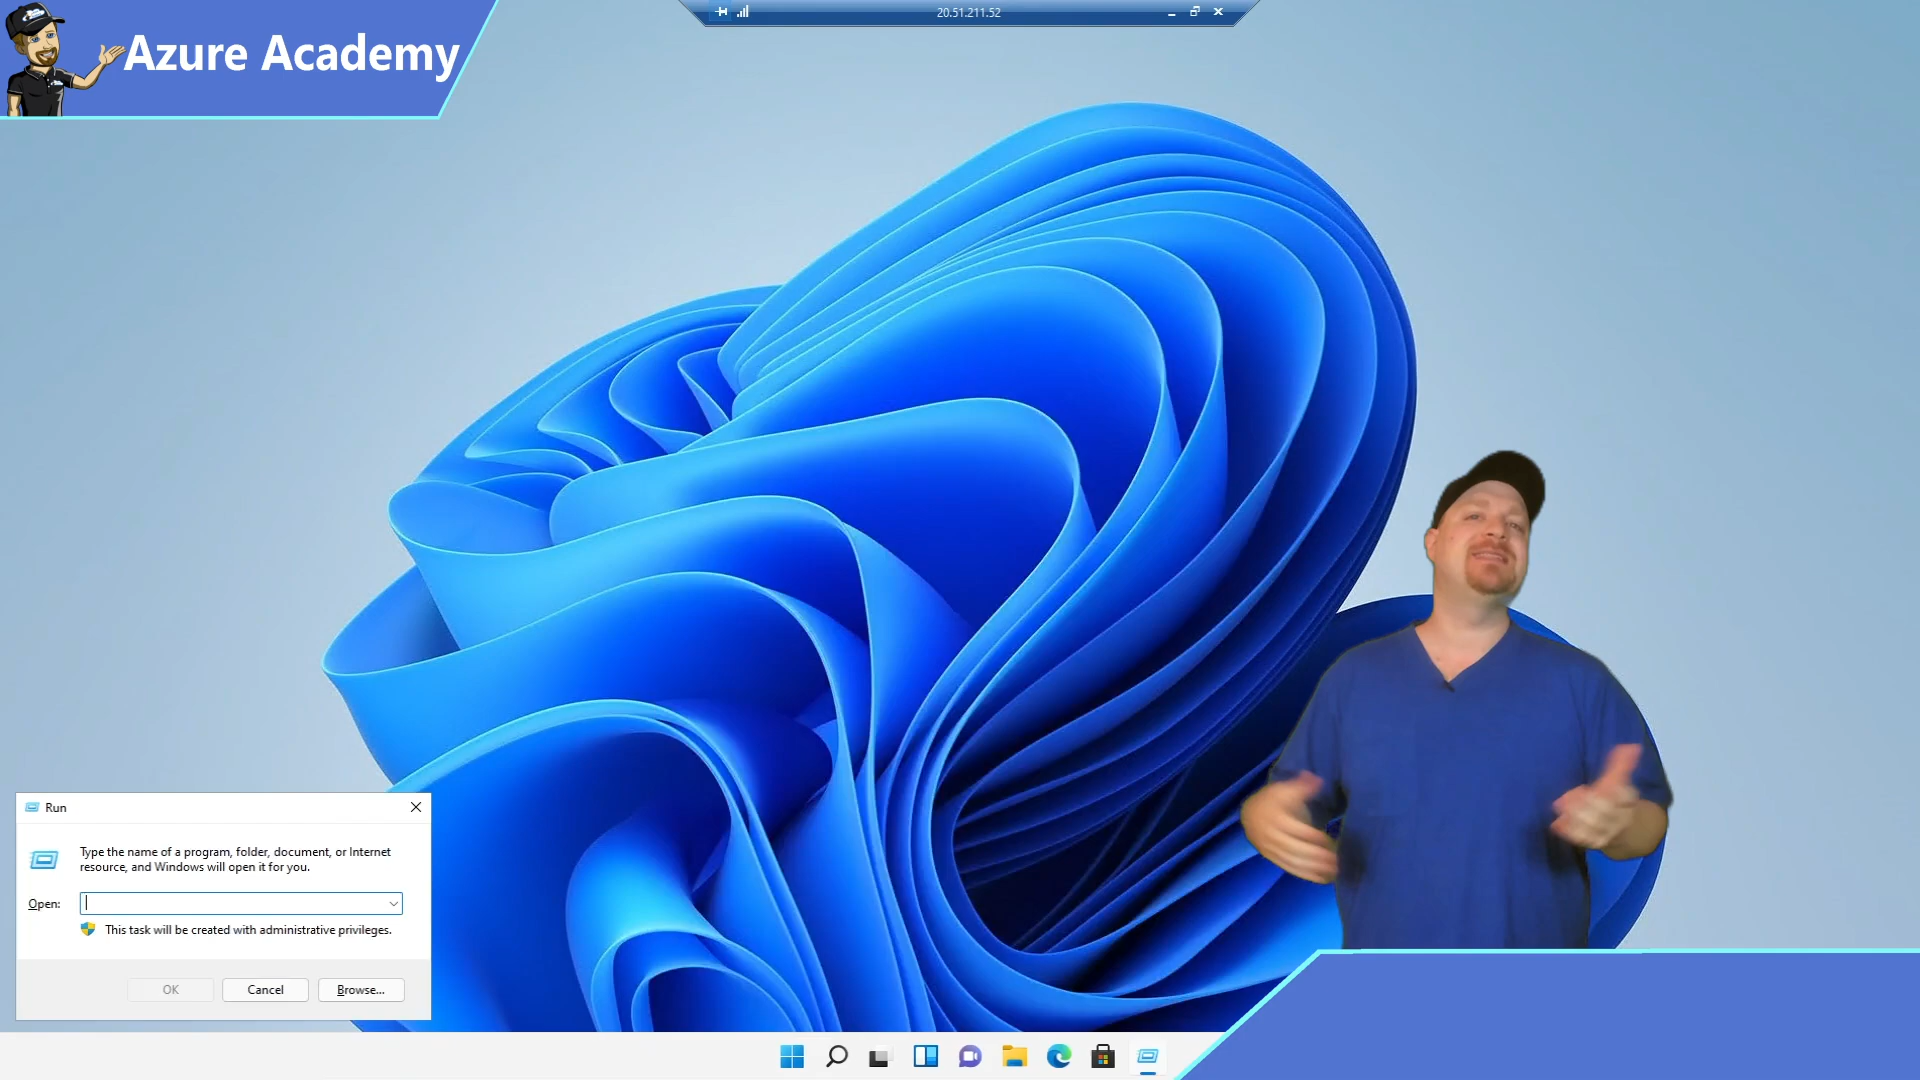 Azure Academy
20.51.211.52
Run
Type the name of a program, folder, document, or Internet
resource, and Windows will open it for you.
Open:
This task will be created with administrative privileges.
OK
Cancel
Browse...